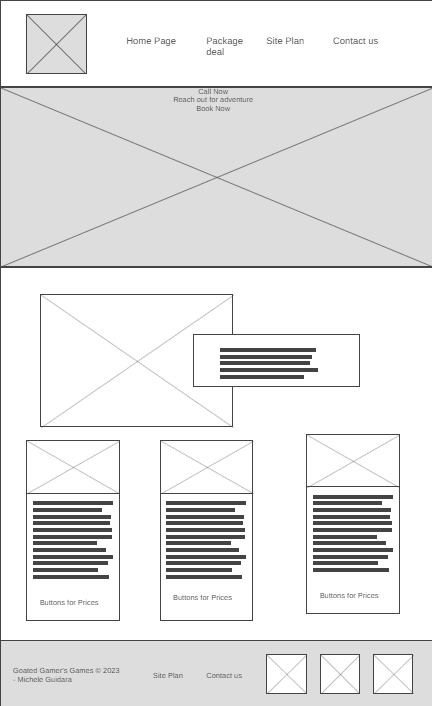 Home Page
Package
deal
Site Plan
Contact us
Call Now
Reach out for adventure
Book Now
Buttons for Prices
Buttons for Prices
Buttons for Prices
Goated Gamer's Games © 2023
- Michele Guidara
Site Plan
Contact us